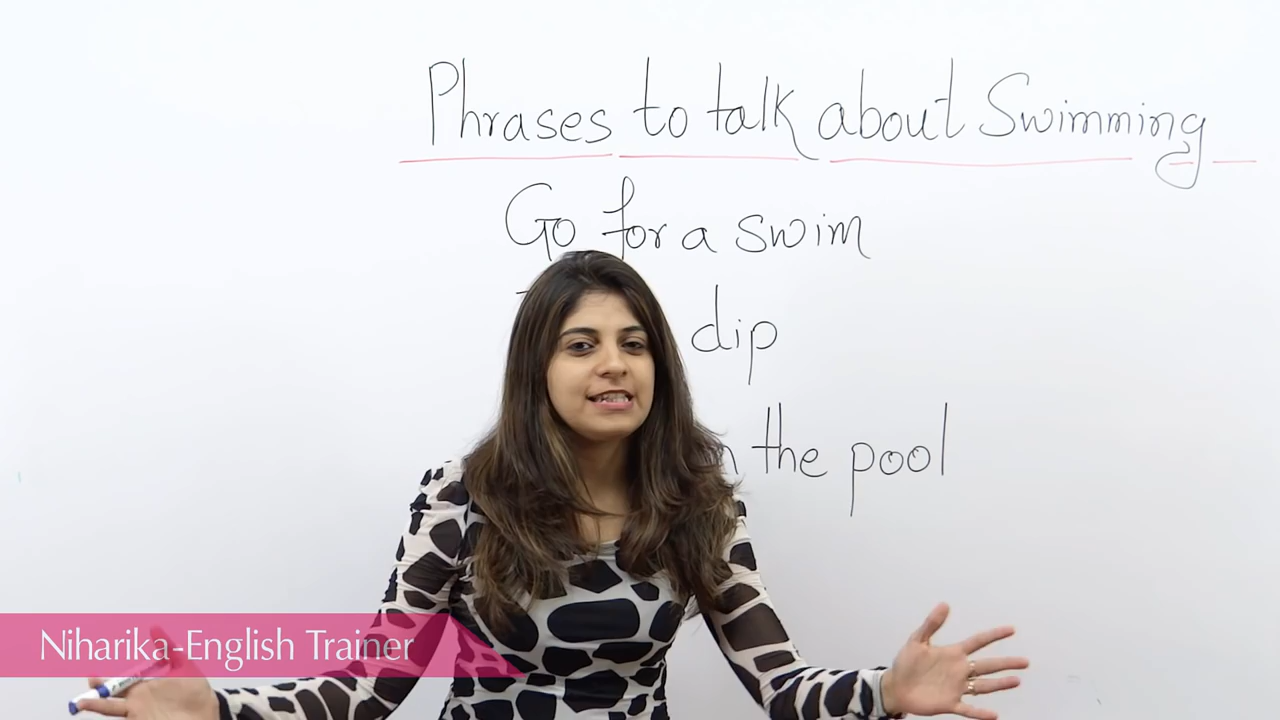 Phrases to talk about Swimming
Go for a swim
dip
the pool
Niharika-English Trainer